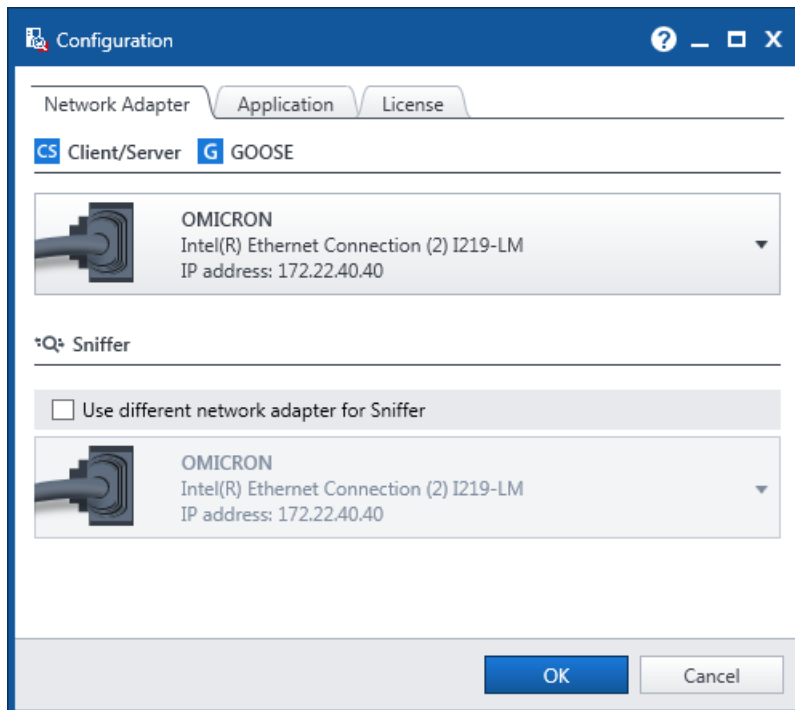 Configuration
Network Adapter Application License
CS Client/Server G GOOSE
OMICRON
Intel(R) Ethernet Connection (2) I219-LM
IP address: 172.22.40.40
Sniffer
Use different network adapter for Sniffer
OMICRON
Intel(R) Ethernet Connection (2) I219-LM
IP address: 172.22.40.40
OK Cancel